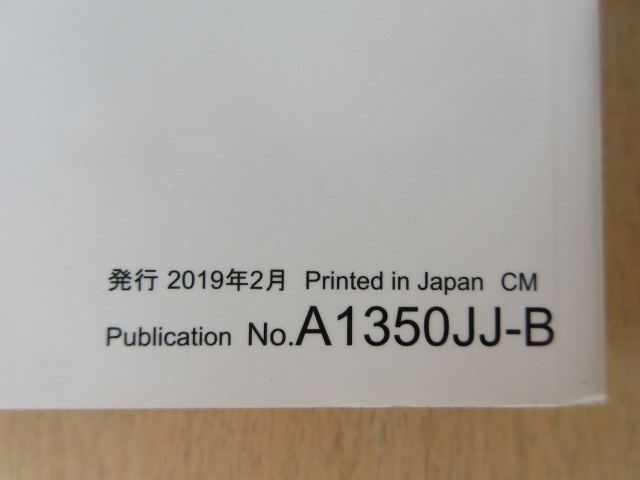 発行 2019年2月 Printed in Japan CM
Publication No.A1350JJ-B